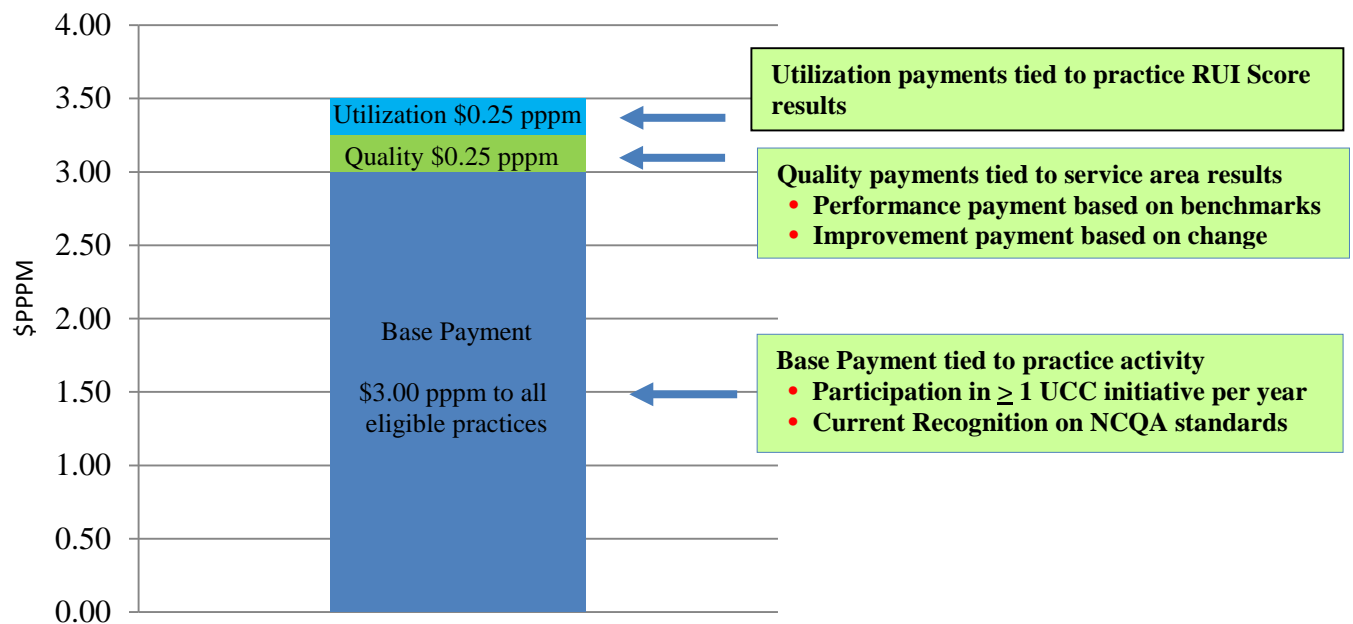 4.00
3.50
3.00
2.50
2.00
1.50
1.00
0.50
0.00
$PPPM
Utilization $0.25 pppm
Quality $0.25 pppm
Base Payment
$3.00 pppm to all
eligible practices
Utilization payments tied to practice RUI Score
results
Quality payments tied to service area results
• Performance payment based on benchmarks
• Improvement payment based on change
Base Payment tied to practice activity
• Participation in ≥ 1 UCC initiative per year
• Current Recognition on NCQA standards